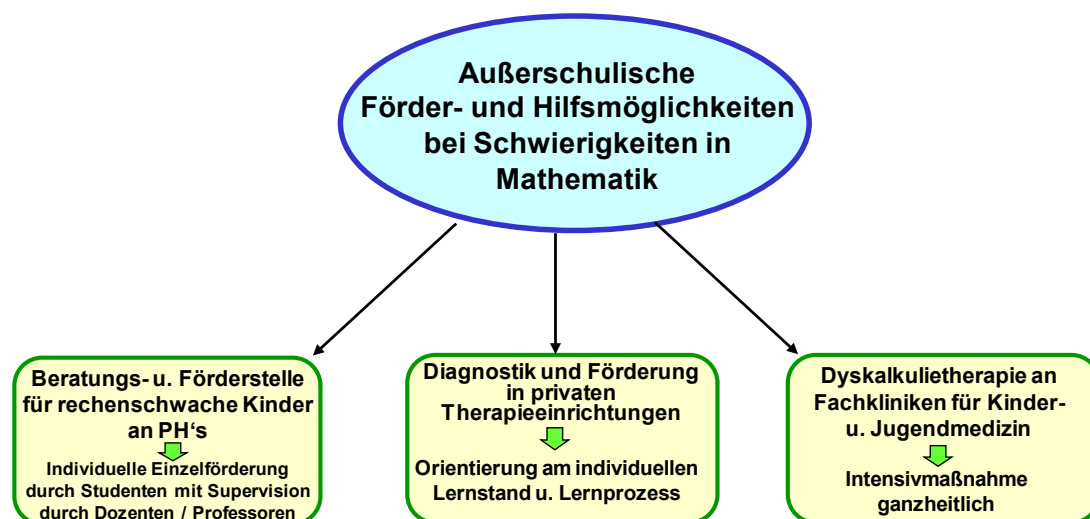 Außerschulische
Förder- und Hilfsmöglichkeiten
bei Schwierigkeiten in
Mathematik
Beratungs- u. Förderstelle
für rechenschwache Kinder
an PH‘s
Individuelle Einzelförderung
durch Studenten mit Supervision
durch Dozenten / Professoren
Diagnostik und Förderung
in privaten
Therapieeinrichtungen
Orientierung am individuellen
Lernstand u. Lernprozess
Dyskalkulietherapie an
Fachkliniken für Kinder-
u. Jugendmedizin
Intensivmaßnahme
ganzheitlich